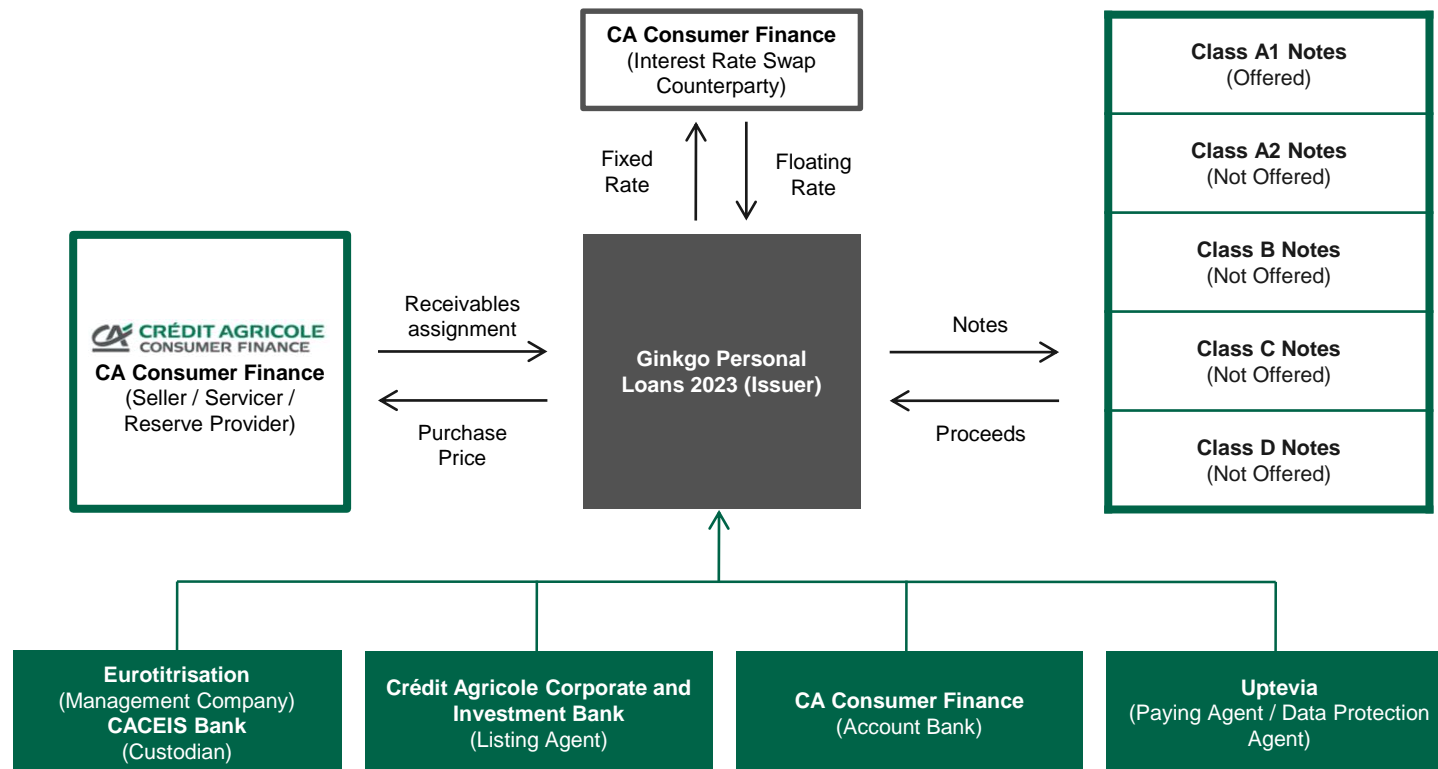 CA Consumer Finance
(Interest Rate Swap
Counterparty)
Fixed
Rate
Floating
Rate
CA CRÉDIT AGRICOLE
CONSUMER FINANCE
CA Consumer Finance
(Seller / Servicer /
Reserve Provider)
Receivables
assignment
Purchase
Price
Ginkgo Personal
Loans 2023 (Issuer)
Notes
Proceeds
Class A1 Notes
(Offered)
Class A2 Notes
(Not Offered)
Class B Notes
(Not Offered)
Class C Notes
(Not Offered)
Class D Notes
(Not Offered)
Eurotitrisation
(Management Company)
CACEIS Bank
(Custodian)
Crédit Agricole Corporate and
Investment Bank
(Listing Agent)
CA Consumer Finance
(Account Bank)
Uptevia
(Paying Agent / Data Protection
Agent)